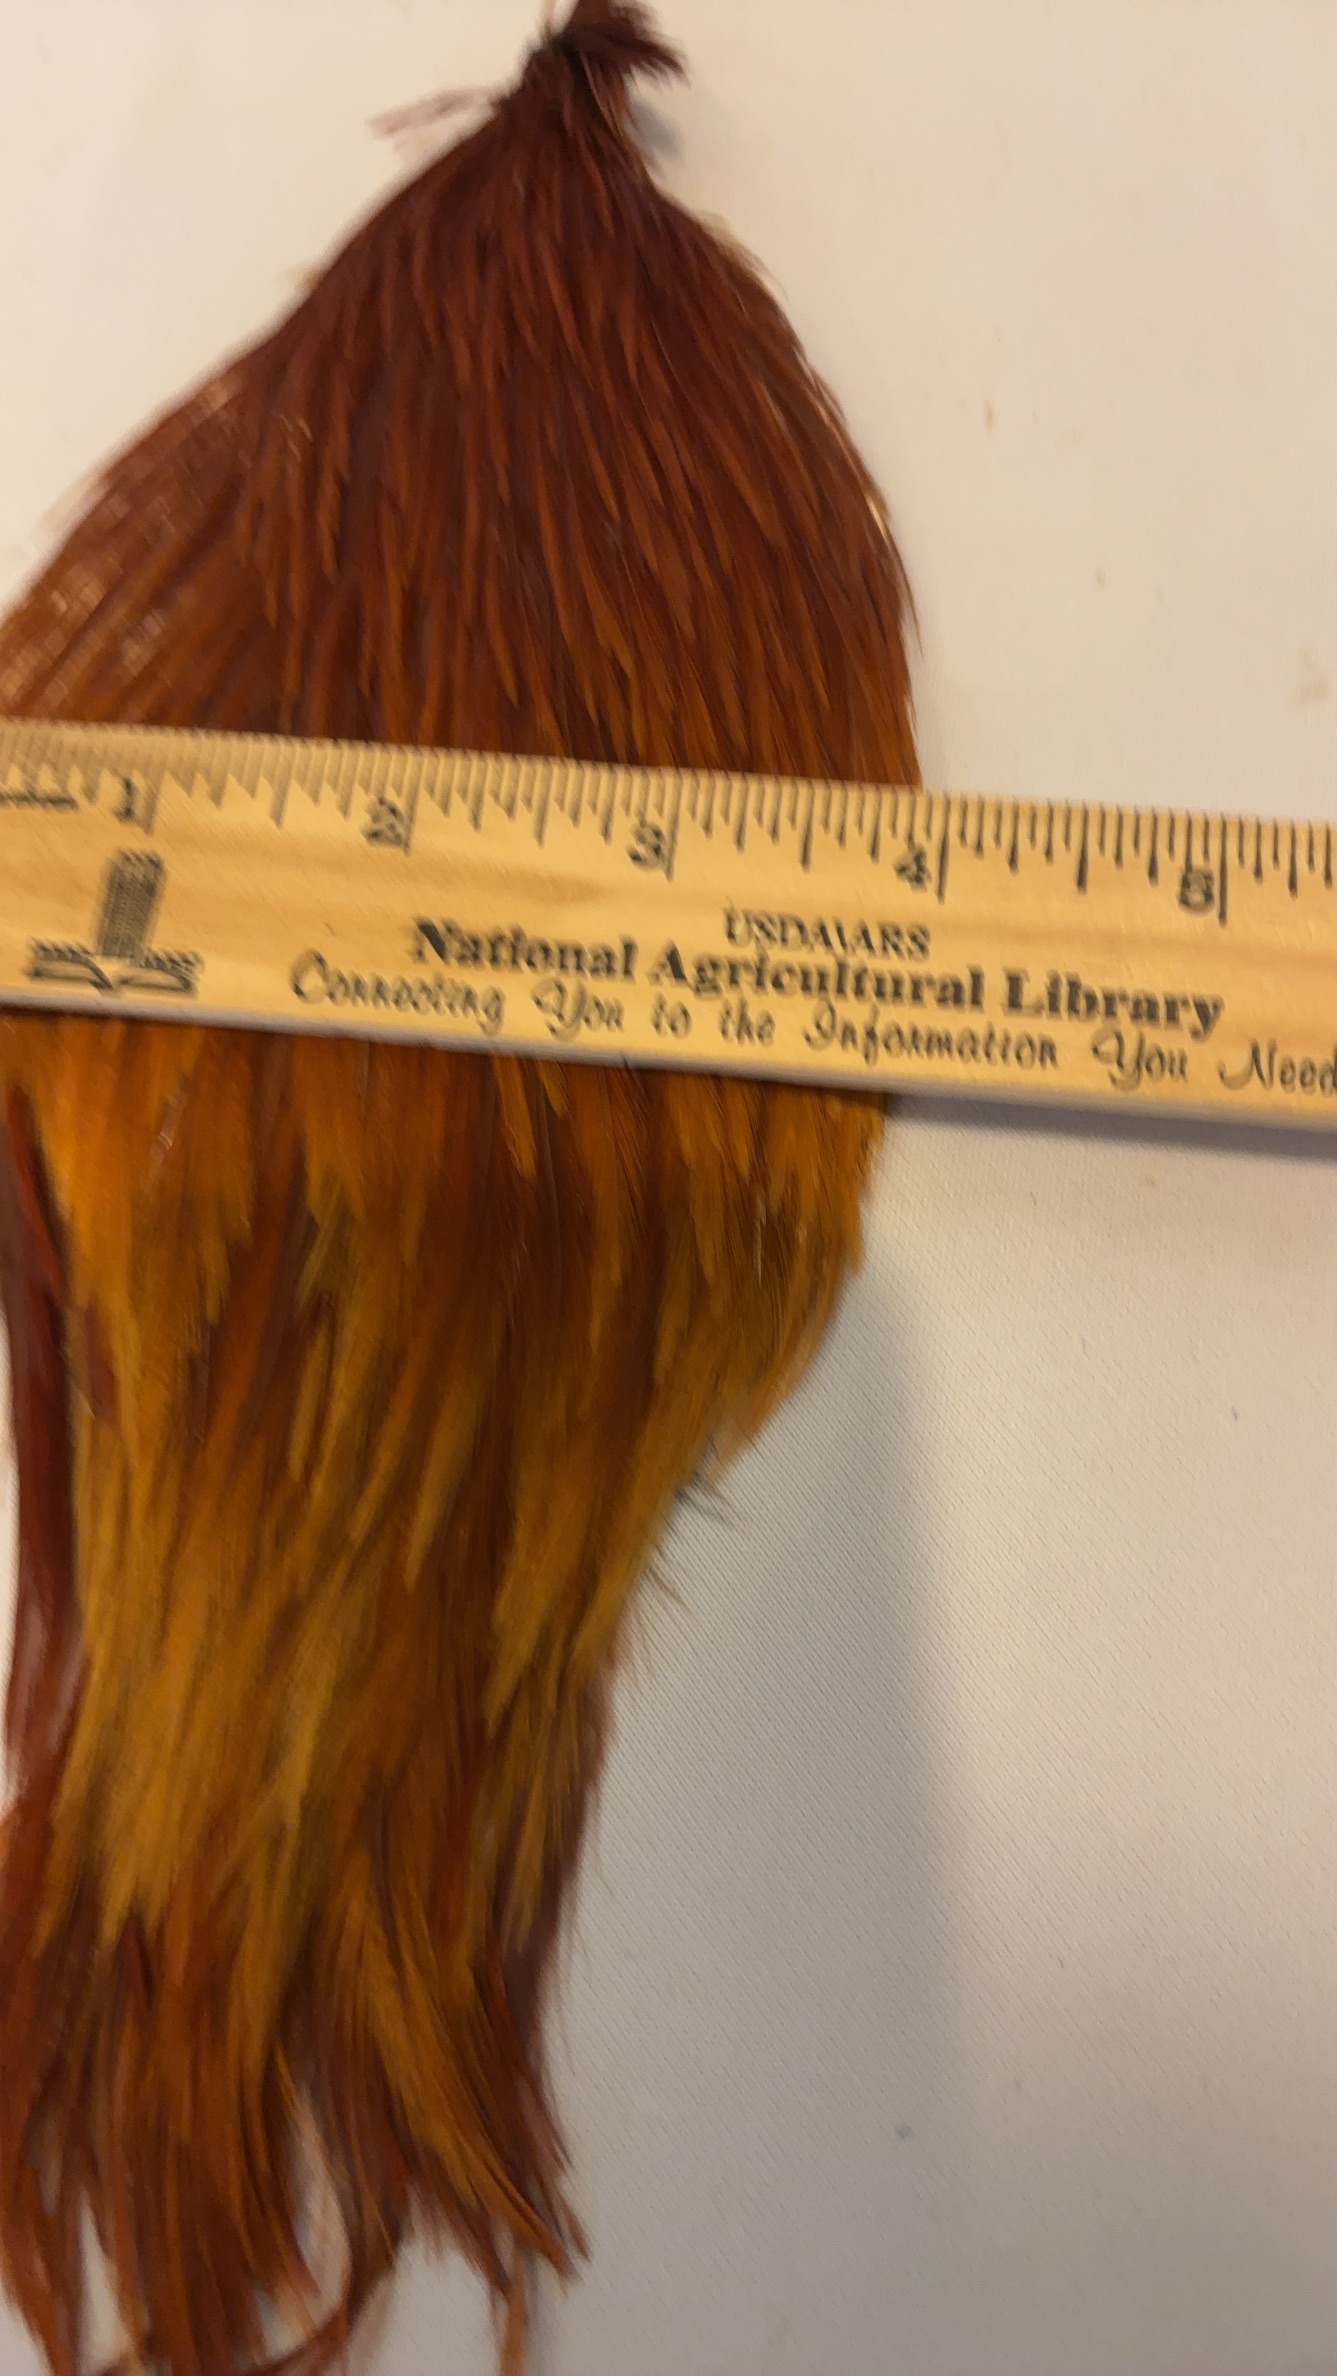 1 2 3 4 5
USDA\ARS
National Agricultural Library
Connecting You to the Information You Need